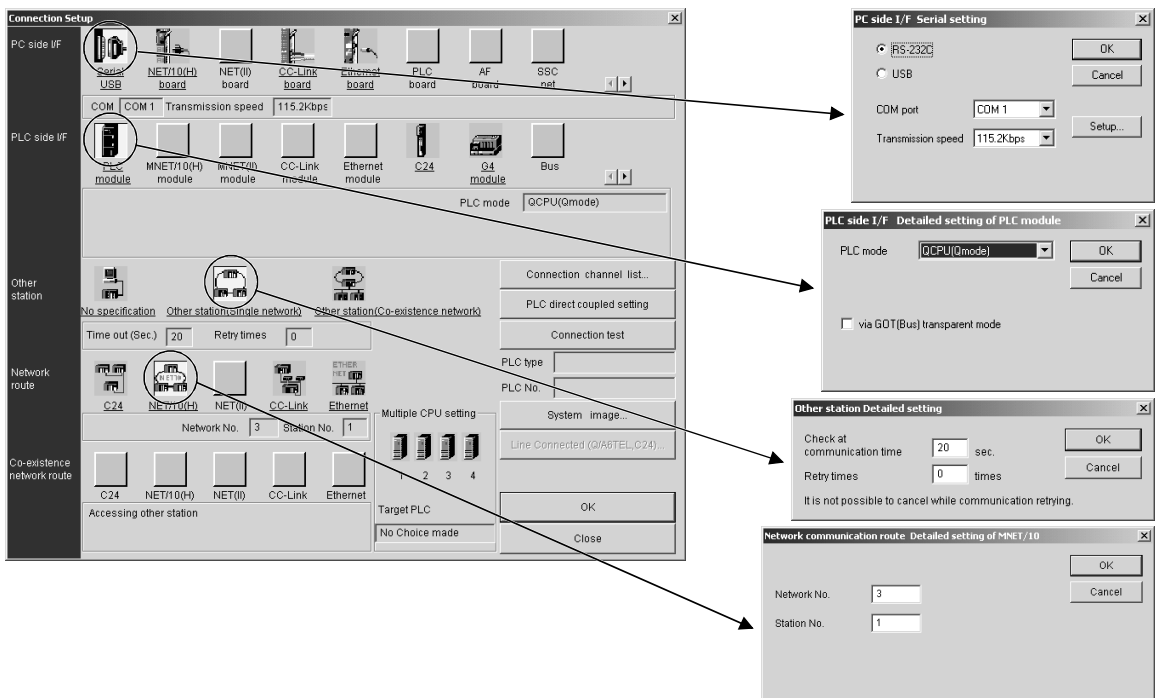 Connection Setup
PC side I/F
Serial USB
NET/10(H) board
NET(II) board
CC-Link board
Ethernet board
PLC board
AF board
SSC net
COM COM 1 Transmission speed 115.2Kbps
PLC side I/F
PLC module
MNET/10(H) module
MNET(II) module
CC-Link module
Ethernet module
C24
G4 module
Bus
PLC mode QCPU(Qmode)
Other station
No specification
Other station(Single network)
Other station(Co-existence network)
Time out (Sec.) 20 Retry times 0
Connection channel list...
PLC direct coupled setting
Connection test
PLC type
PLC No.
System image...
Line Connected (Q/A6TEL,C24)...
OK
Close
Network route
C24
NET/10(H)
NET(II)
CC-Link
ETHER NET
Ethernet
Network No. 3 Station No. 1
Multiple CPU setting
1 2 3 4
Target PLC
No Choice made
Co-existence network route
C24
NET/10(H)
NET(II)
CC-Link
Ethernet
Accessing other station
PC side I/F Serial setting
RS-232C
USB
COM port COM 1
Transmission speed 115.2Kbps
OK
Cancel
Setup...
PLC side I/F Detailed setting of PLC module
PLC mode QCPU(Qmode)
OK
Cancel
via GOT(Bus) transparent mode
Other station Detailed setting
Check at
communication time 20 sec.
Retry times 0 times
OK
Cancel
It is not possible to cancel while communication retrying.
Network communication route Detailed setting of MNET/10
OK
Cancel
Network No. 3
Station No. 1